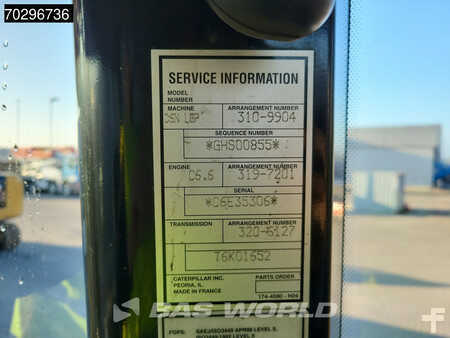 70296736
SERVICE INFORMATION
MODEL
NUMBER
MACHINE ARRANGEMENT NUMBER
310-9904
SEQUENCE NUMBER
*GHS00855*
ENGINE ARRANGEMENT NUMBER
C6.6 319-7201
SERIAL
*C6E35306*
TRANSMISSION ARRANGEMENT NUMBER
320-6127
T6K01652
CATERPILLAR INC.
PEORIA, IL
MADE IN FRANCE
PARTS ORDER
BAS WORLD